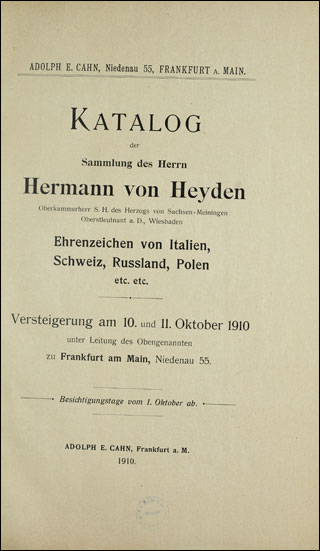 ADOLPH E. CAHN, Niedenau 55, FRANKFURT A. MAIN.
KATALOG
der
Sammlung des Herrn
Hermann von Heyden
Oberkammerherr S. H. des Herzogs von Sachsen-Meiningen
Oberstleutnant a. D., Wiesbaden
Ehrenzeichen von Italien,
Schweiz, Russland, Polen
etc. etc.
Versteigerung am 10. und 11. Oktober 1910
unter Leitung des Obengenannten
zu Frankfurt am Main, Niedenau 55.
Besichtigungstage vom 1. Oktober ab.
ADOLPH E. CAHN, Frankfurt a. M.
1910.